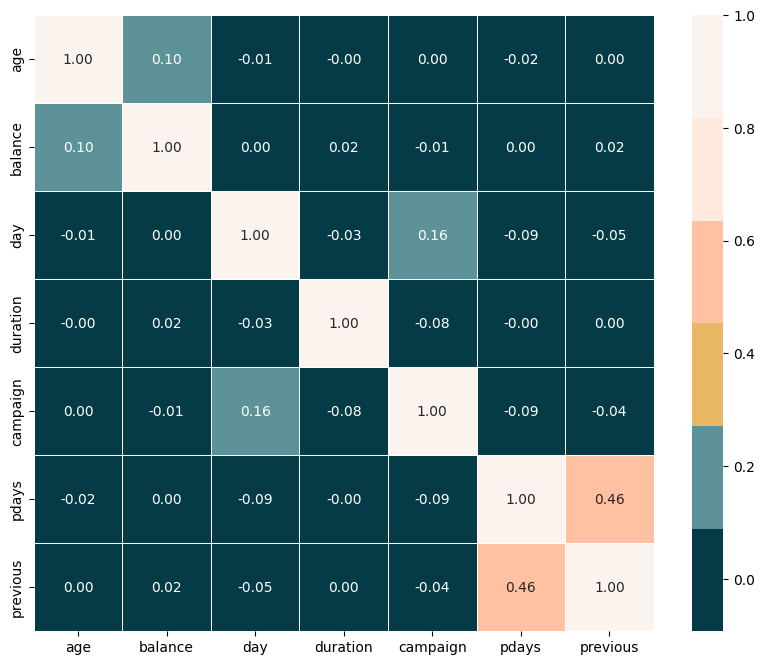 age 1.00 0.10 -0.01 -0.00 0.00 -0.02 0.00
balance 0.10 1.00 0.00 0.02 -0.01 0.00 0.02
day -0.01 0.00 1.00 -0.03 0.16 -0.09 -0.05
duration -0.00 0.02 -0.03 1.00 -0.08 -0.00 0.00
campaign 0.00 -0.01 0.16 -0.08 1.00 -0.09 -0.04
pdays -0.02 0.00 -0.09 -0.00 -0.09 1.00 0.46
previous 0.00 0.02 -0.05 0.00 -0.04 0.46 1.00
age balance day duration campaign pdays previous
1.0
0.8
0.6
0.4
0.2
0.0